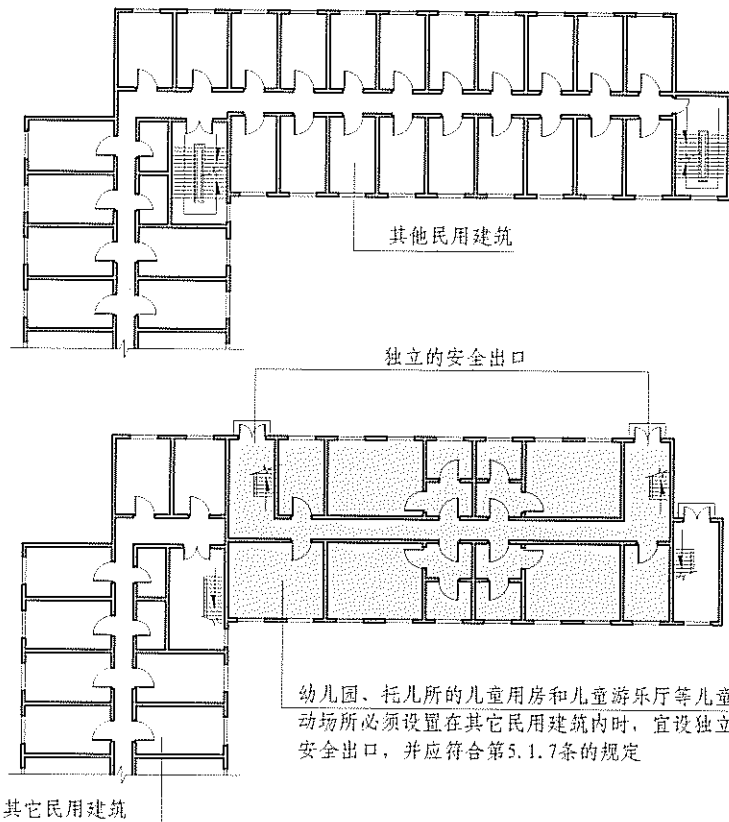 其他民用建筑
独立的安全出口
幼儿园、托儿所的儿童用房和儿童游乐厅等儿童
动场所必须设置在其它民用建筑内时，宜设独立
安全出口，并应符合第5.1.7条的规定
其它民用建筑